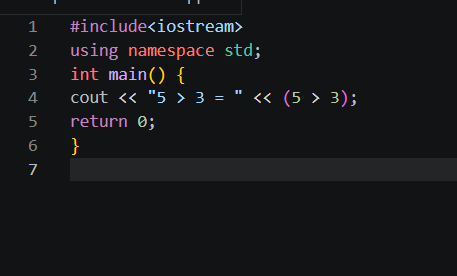 1 #include<iostream>
2 using namespace std;
3 int main() {
4 cout << "5 > 3 = " << (5 > 3);
5 return 0;
6 }
7